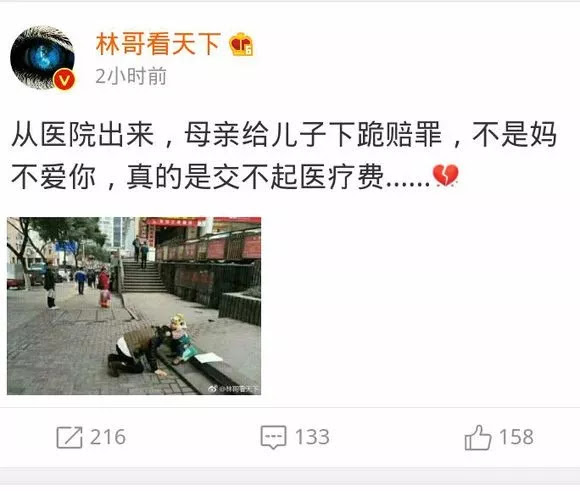 林哥看天下
2小时前
从医院出来，母亲给儿子下跪赔罪，不是妈
不爱你，真的是交不起医疗费......
@林哥看天下
216
133
158